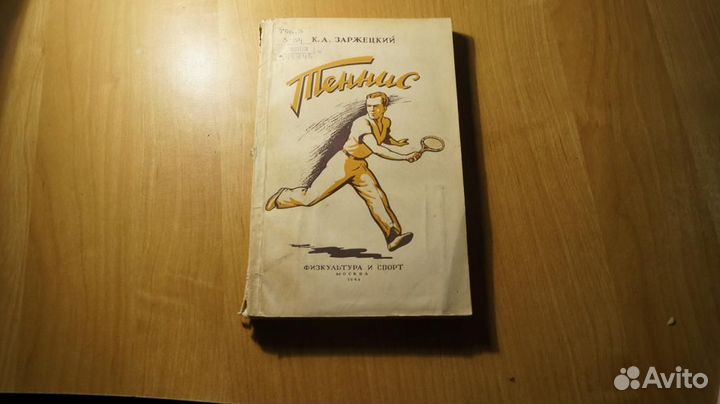 К. А. ЗАРЖЕЦКИЙ
Теннис
ФИЗКУЛЬТУРА И СПОРТ
МОСКВА
Avito